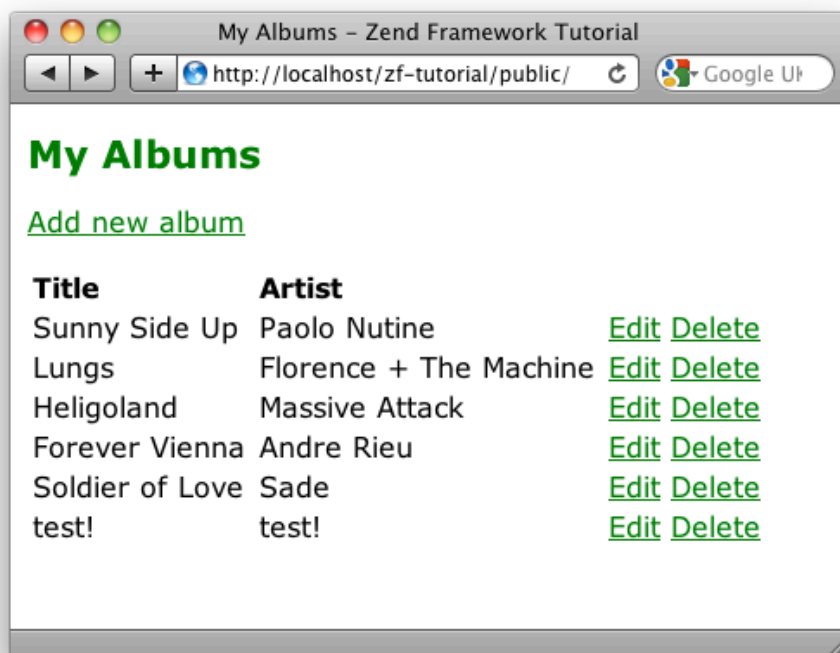 My Albums – Zend Framework Tutorial
http://localhost/zf-tutorial/public/
Google
My Albums
Add new album
Title Artist
Sunny Side Up Paolo Nutine Edit Delete
Lungs Florence + The Machine Edit Delete
Heligoland Massive Attack Edit Delete
Forever Vienna Andre Rieu Edit Delete
Soldier of Love Sade Edit Delete
test! test! Edit Delete